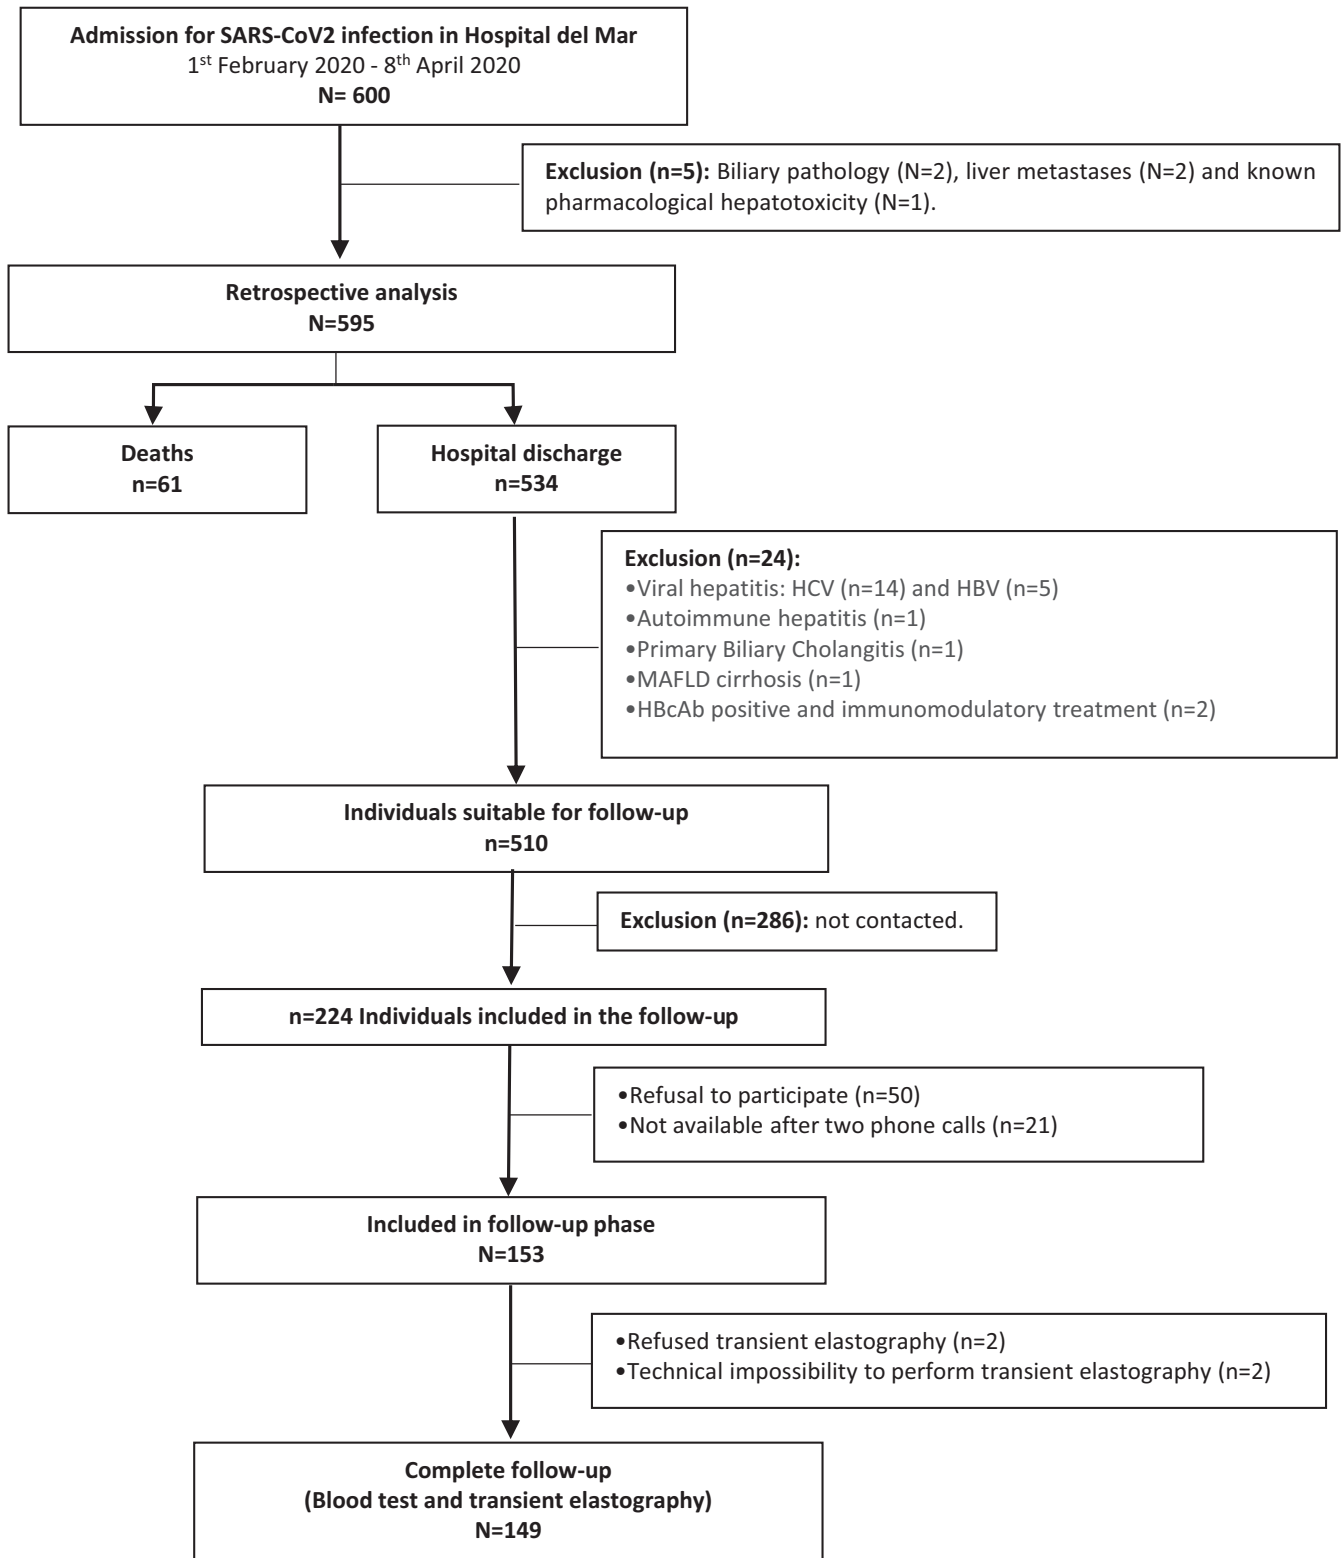 Admission for SARS-CoV2 infection in Hospital del Mar
1st February 2020 - 8th April 2020
N= 600
Exclusion (n=5): Biliary pathology (N=2), liver metastases (N=2) and known
pharmacological hepatotoxicity (N=1).
Retrospective analysis
N=595
Deaths
n=61
Hospital discharge
n=534
Exclusion (n=24):
•Viral hepatitis: HCV (n=14) and HBV (n=5)
•Autoimmune hepatitis (n=1)
•Primary Biliary Cholangitis (n=1)
•MAFLD cirrhosis (n=1)
•HBcAb positive and immunomodulatory treatment (n=2)
Individuals suitable for follow-up
n=510
Exclusion (n=286): not contacted.
n=224 Individuals included in the follow-up
•Refusal to participate (n=50)
•Not available after two phone calls (n=21)
Included in follow-up phase
N=153
•Refused transient elastography (n=2)
•Technical impossibility to perform transient elastography (n=2)
Complete follow-up
(Blood test and transient elastography)
N=149